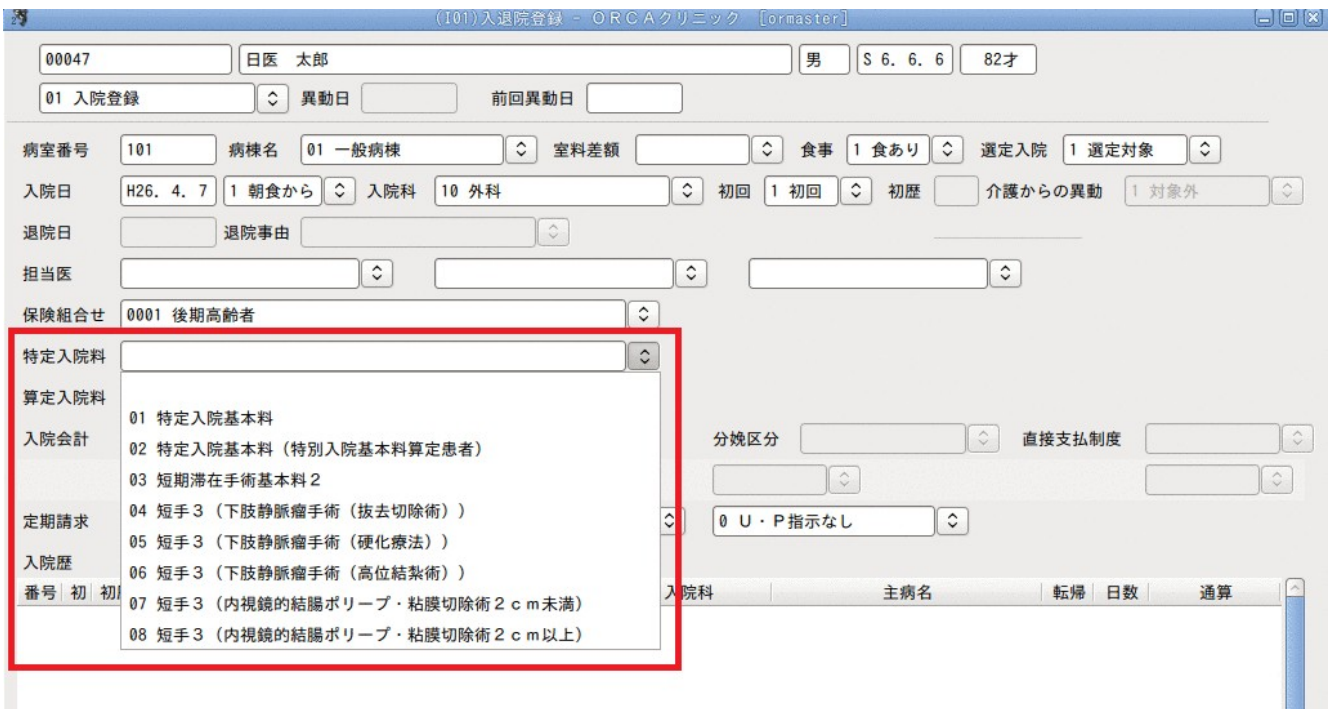 (I01)入退院登録 - ORCAクリニック [ormaster]
00047 日医 太郎 男 S 6. 6. 6 82才
01 入院登録 異動日 前回異動日
病室番号 101 病棟名 01 一般病棟 室料差額 食事 1 食あり 選定入院 1 選定対象
入院日 H26. 4. 7 1 朝食から 入院科 10 外科 初回 1 初回 初歴 介護からの異動 1 対象外
退院日 退院事由
担当医
保険組合せ 0001 後期高齢者
特定入院料
算定入院料
01 特定入院基本料
入院会計 分娩区分 直接支払制度
02 特定入院基本料(特別入院基本料算定患者)
03 短期滞在手術基本料2
04 短手3(下肢静脈瘤手術(抜去切除術))
定期請求 0 U・P指示なし
05 短手3(下肢静脈瘤手術(硬化療法))
入院歴
06 短手3(下肢静脈瘤手術(高位結紮術))
番号 初 入院科 主病名 転帰 日数 通算
07 短手3(内視鏡的結腸ポリープ・粘膜切除術2cm未満)
08 短手3(内視鏡的結腸ポリープ・粘膜切除術2cm以上)